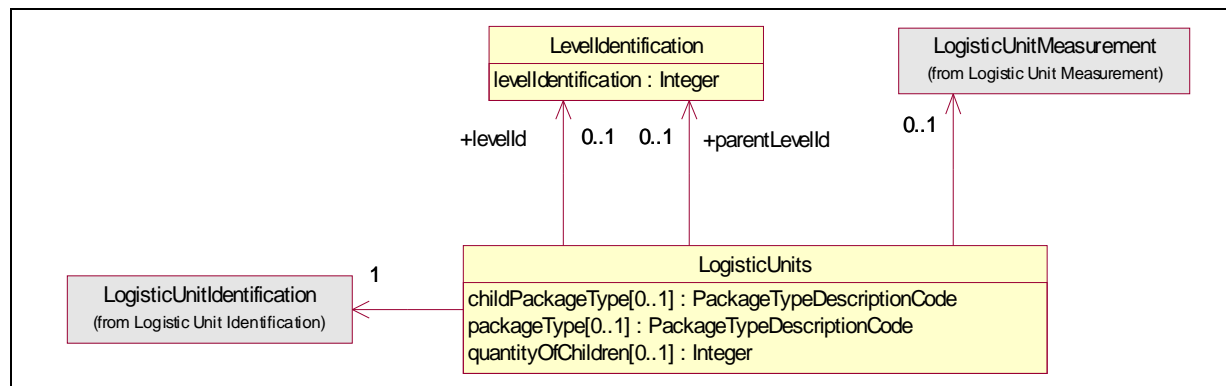 LevelIdentification
levelIdentification : Integer
LogisticUnitMeasurement
(from Logistic Unit Measurement)
+levelId
0..1
0..1
+parentLevelId
0..1
LogisticUnits
childPackageType[0..1] : PackageTypeDescriptionCode
packageType[0..1] : PackageTypeDescriptionCode
quantityOfChildren[0..1] : Integer
1
LogisticUnitIdentification
(from Logistic Unit Identification)